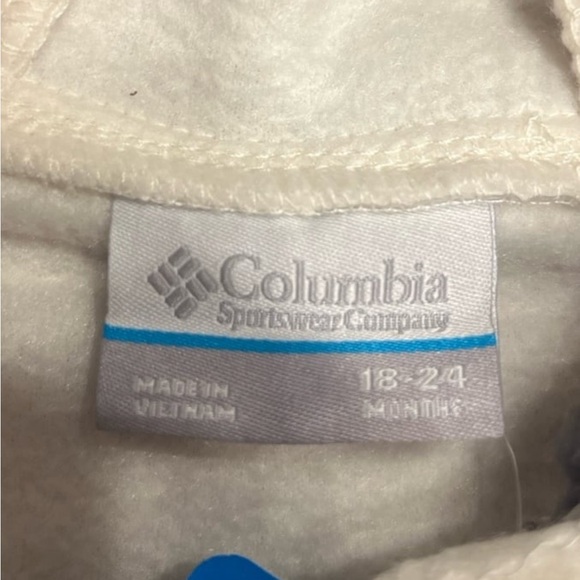 Columbia
Sportswear Company
MADE IN
VIETNAM
18-24
MONTHS